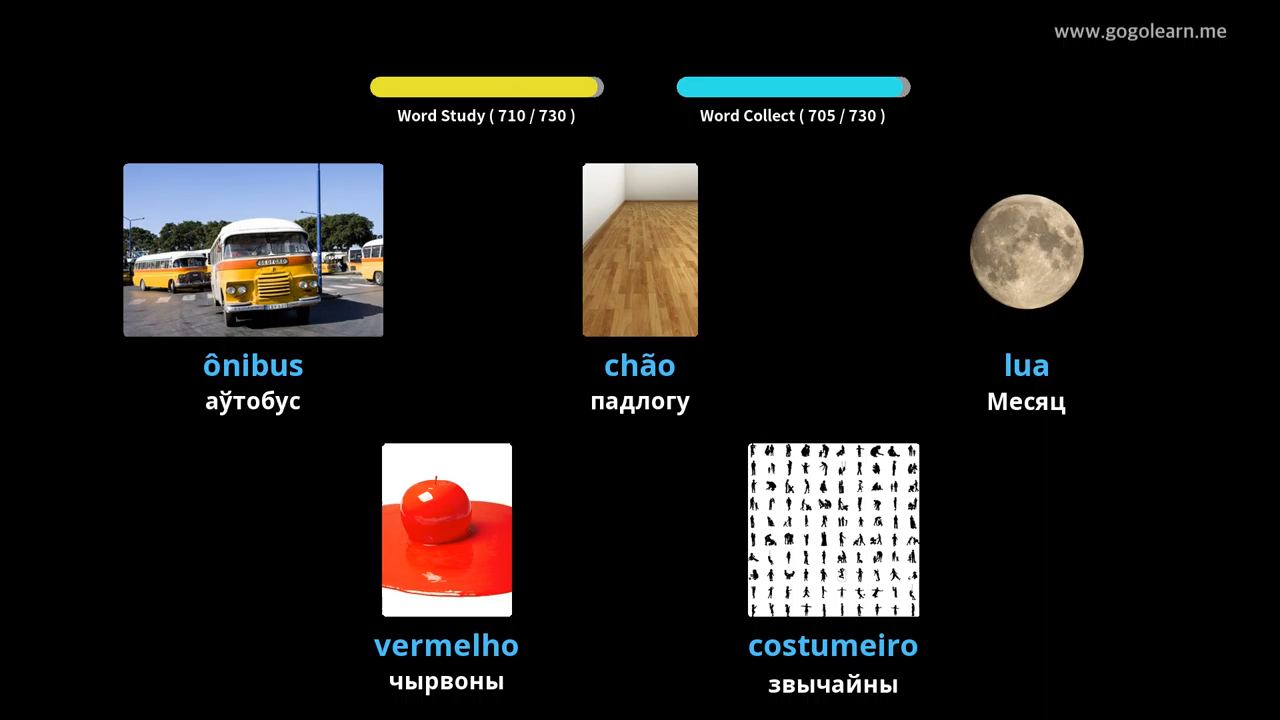 www.gogolearn.me
Word Study ( 710 / 730 )
Word Collect ( 705 / 730 )
ônibus
аўтобус
chão
падлогу
lua
Месяц
vermelho
чырвоны
costumeiro
звычайны